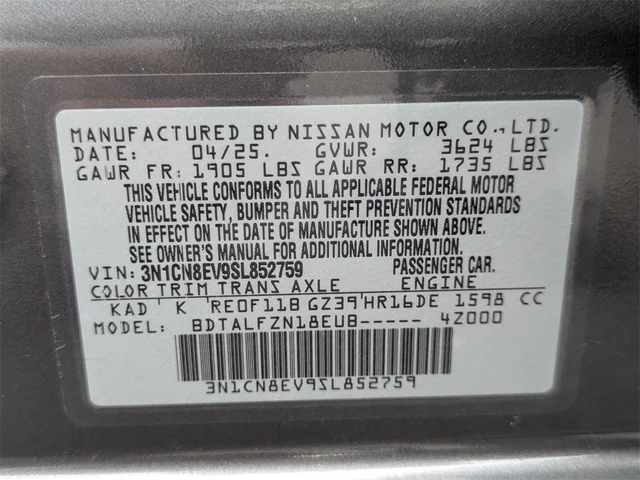 MANUFACTURED BY NISSAN MOTOR CO., LTD.
DATE: 04/25. GVWR: 3624 LBS
GAWR FR: 1905 LBS GAWR RR: 1735 LBS
THIS VEHICLE CONFORMS TO ALL APPLICABLE FEDERAL MOTOR
VEHICLE SAFETY, BUMPER AND THEFT PREVENTION STANDARDS
IN EFFECT ON THE DATE OF MANUFACTURE SHOWN ABOVE.
SEE OWNER'S MANUAL FOR ADDITIONAL INFORMATION.
VIN: 3N1CN8EV9SL852759 PASSENGER CAR.
COLOR TRIM TRANS AXLE ENGINE
KAD K RE0F11B GZ39 HR16DE 1598 CC
MODEL: BDTALFZN18EUB----- 4Z000
3N1CN8EV9SL852759